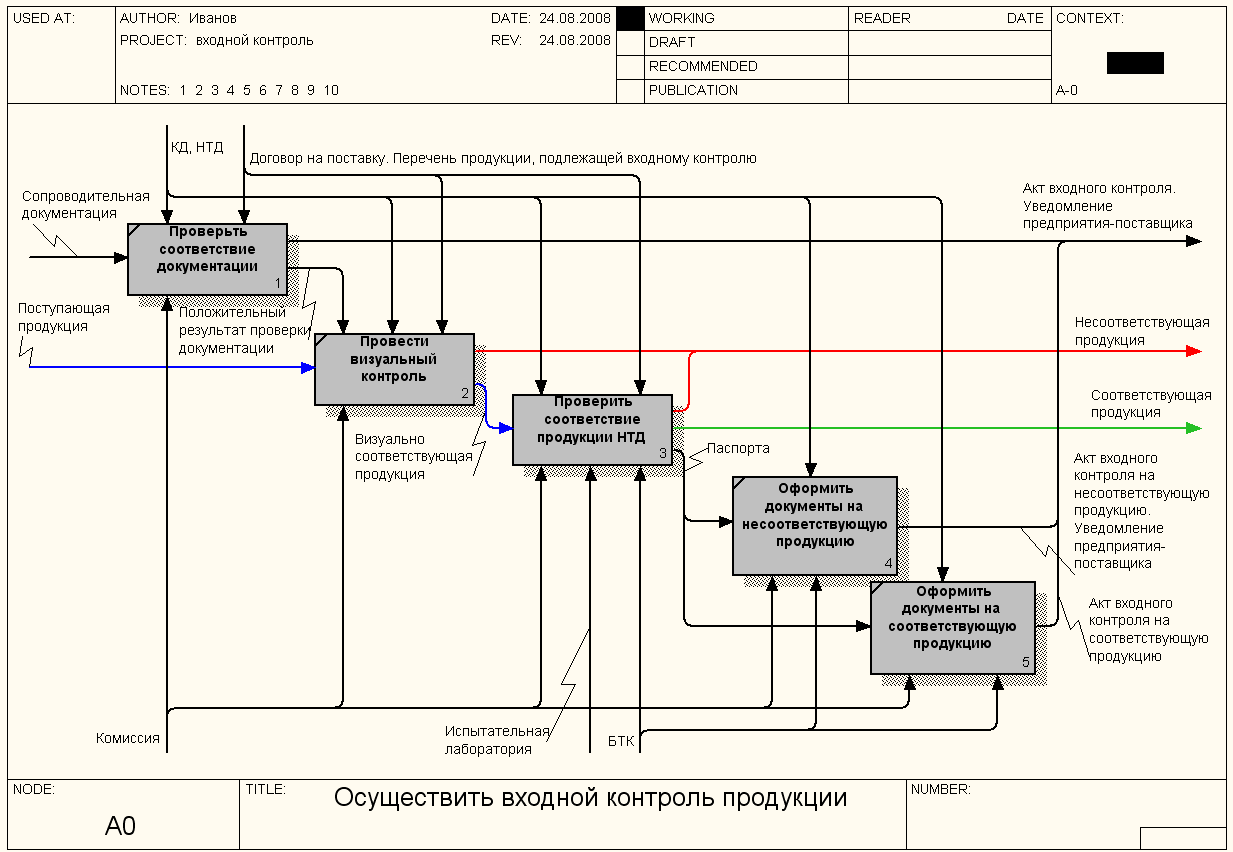 USED AT:
AUTHOR: Иванов
DATE: 24.08.2008
PROJECT: входной контроль
REV: 24.08.2008
NOTES: 1 2 3 4 5 6 7 8 9 10
WORKING
DRAFT
RECOMMENDED
PUBLICATION
READER
DATE
CONTEXT:
A-0
КД, НТД
Договор на поставку. Перечень продукции, подлежащей входному контролю
Сопроводительная
документация
Акт входного контроля.
Уведомление
предприятия-поставщика
Проверьть
соответствие
документации
1
Поступающая
продукция
Положительный
результат проверки
документации
Провести
визуальный
контроль
2
Несоответствующая
продукция
Соответствующая
продукция
Проверить
соответствие
продукции НТД
3
Визуально
соответствующая
продукция
Паспорта
Акт входного
контроля на
несоответствующую
продукцию.
Уведомление
предприятия-
поставщика
Оформить
документы на
несоответствующую
продукцию
4
Оформить
документы на
соответствующую
продукцию
5
Акт входного
контроля на
соответствующую
продукцию
Комиссия
Испытательная
лаборатория
БТК
NODE:
A0
TITLE:
Осуществить входной контроль продукции
NUMBER: